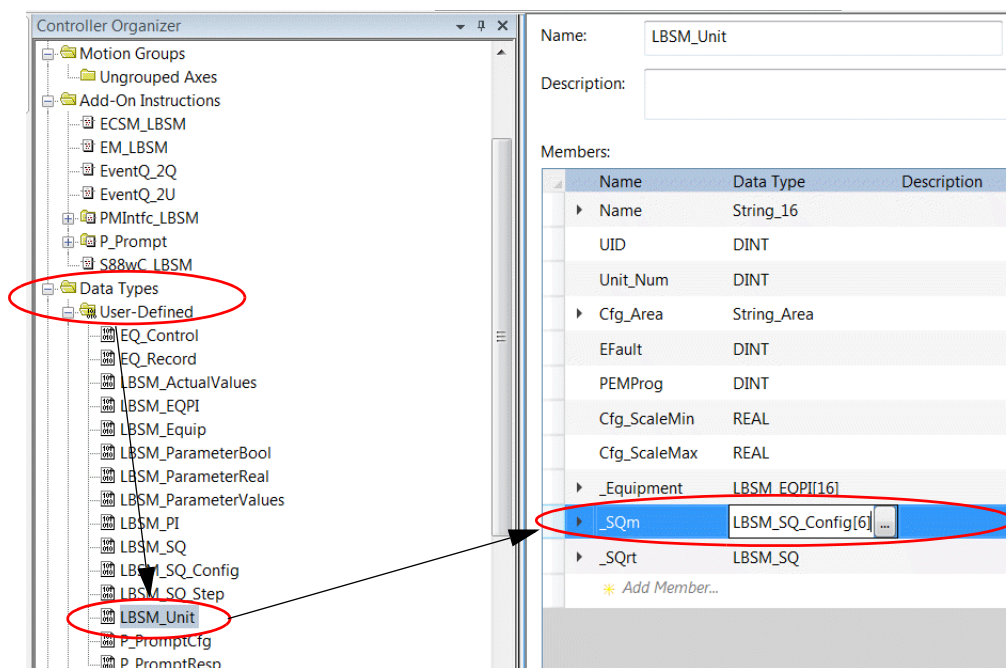 Controller Organizer
Motion Groups
Ungrouped Axes
Add-On Instructions
ECSM_LBSM
EM_LBSM
EventQ_2Q
EventQ_2U
PMIntfc_LBSM
P_Prompt
S88wC_LBSM
Data Types
User-Defined
EQ_Control
EQ_Record
LBSM_ActualValues
LBSM_EQPI
LBSM_Equip
LBSM_ParameterBool
LBSM_ParameterReal
LBSM_ParameterValues
LBSM_PI
LBSM_SQ
LBSM_SQ_Config
LBSM_SQ_Step
LBSM_Unit
P_PromptCfg
P_PromptResp
Name: LBSM_Unit
Description:
Members:
Name Data Type Description
Name String_16
UID DINT
Unit_Num DINT
Cfg_Area String_Area
EFault DINT
PEMProg DINT
Cfg_ScaleMin REAL
Cfg_ScaleMax REAL
_Equipment LBSM_EQPI[16]
_SQm LBSM_SQ_Config[6] ...
_SQrt LBSM_SQ
Add Member...